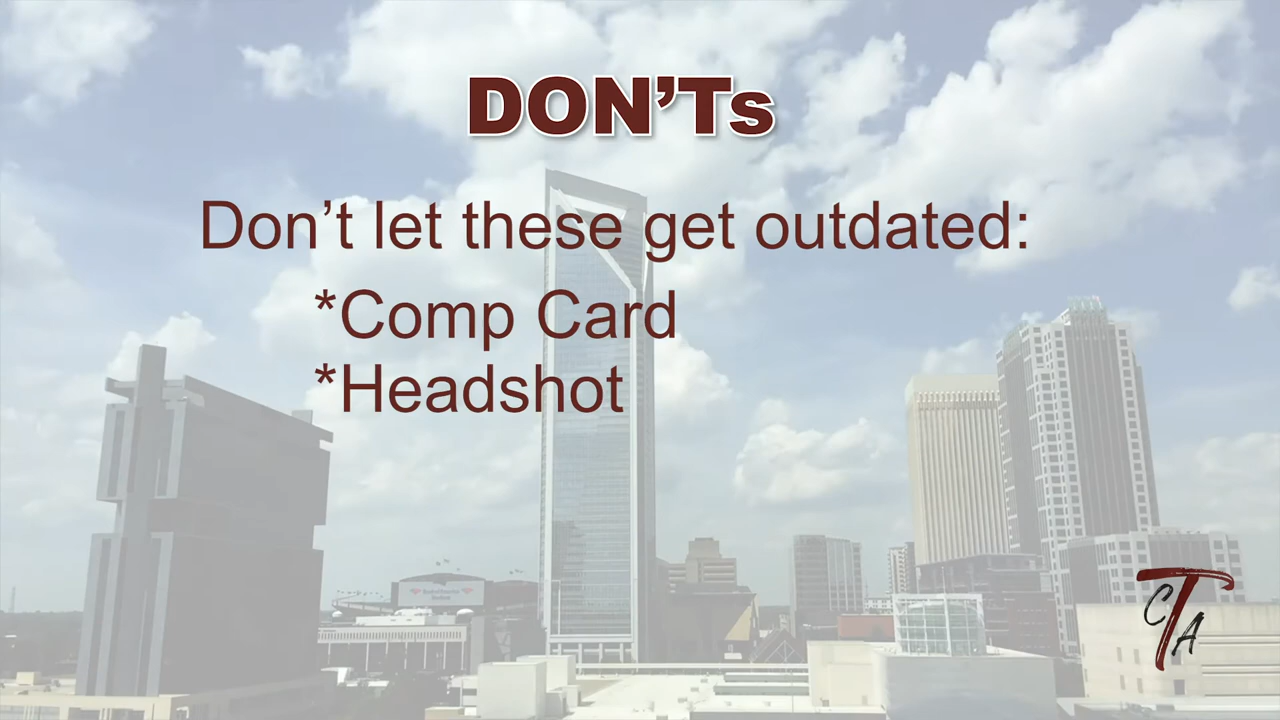 DON’Ts
Don’t let these get outdated:
*Comp Card
*Headshot
CTA